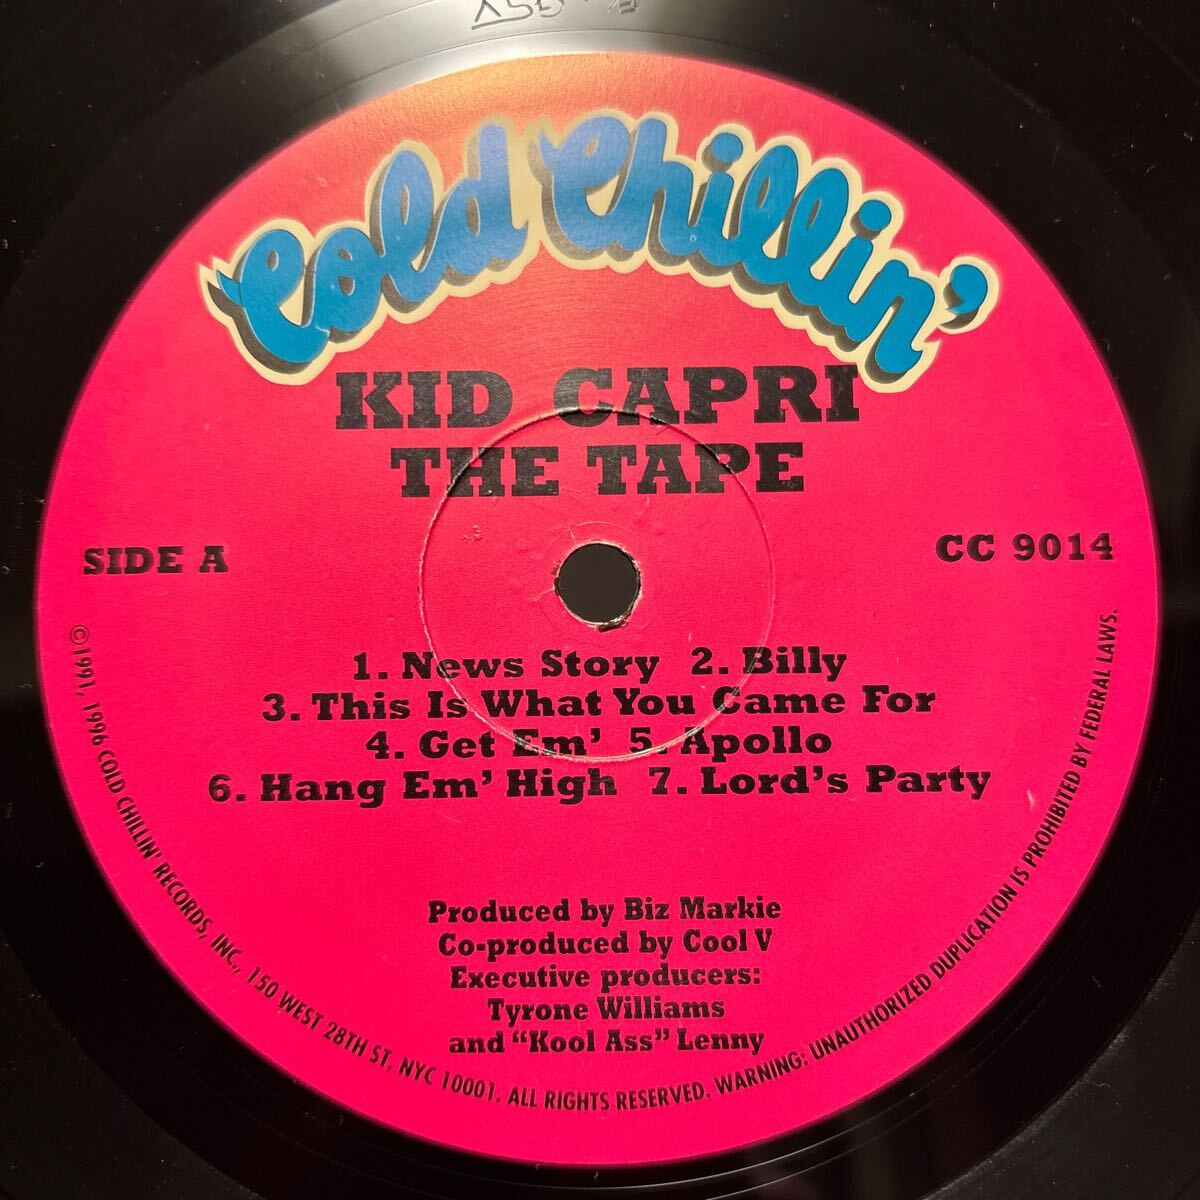 Cold Chillin'
KID CAPRI
THE TAPE
SIDE A
CC 9014
1. News Story 2. Billy
3. This Is What You Came For
4. Get Em' 5. Apollo
6. Hang Em' High 7. Lord's Party
Produced by Biz Markie
Co-produced by Cool V
Executive producers:
Tyrone Williams
and "Kool Ass" Lenny
©1991, 1996 COLD CHILLIN' RECORDS, INC., 150 WEST 28TH ST. NYC 10001. ALL RIGHTS RESERVED. WARNING: UNAUTHORIZED DUPLICATION IS PROHIBITED BY FEDERAL LAWS.